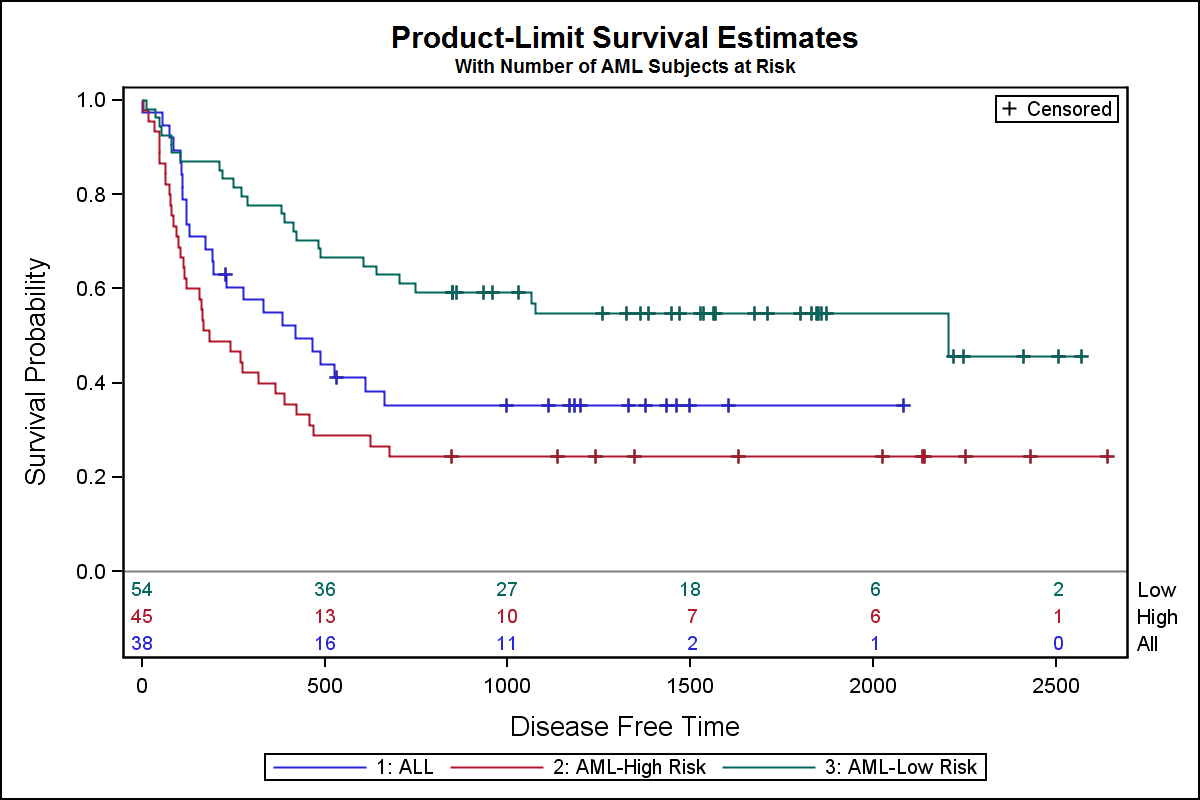 Product-Limit Survival Estimates
With Number of AML Subjects at Risk
+ Censored
Survival Probability
1.0
0.8
0.6
0.4
0.2
0.0
54 36 27 18 6 2 Low
45 13 10 7 6 1 High
38 16 11 2 1 0 All
0 500 1000 1500 2000 2500
Disease Free Time
1: ALL 2: AML-High Risk 3: AML-Low Risk